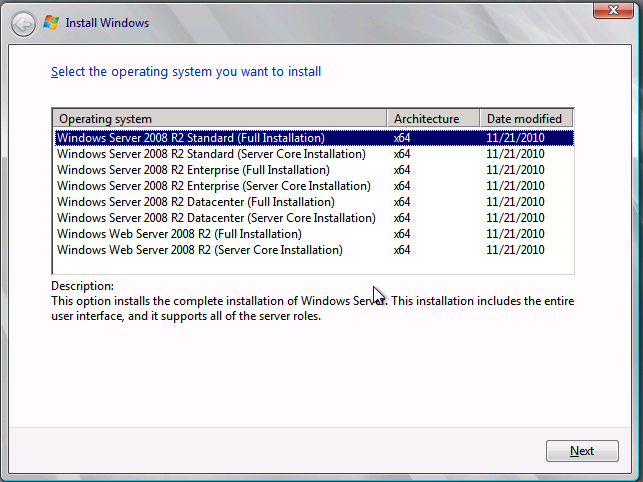 Install Windows
Select the operating system you want to install
Operating system Architecture Date modified
Windows Server 2008 R2 Standard (Full Installation) x64 11/21/2010
Windows Server 2008 R2 Standard (Server Core Installation) x64 11/21/2010
Windows Server 2008 R2 Enterprise (Full Installation) x64 11/21/2010
Windows Server 2008 R2 Enterprise (Server Core Installation) x64 11/21/2010
Windows Server 2008 R2 Datacenter (Full Installation) x64 11/21/2010
Windows Server 2008 R2 Datacenter (Server Core Installation) x64 11/21/2010
Windows Web Server 2008 R2 (Full Installation) x64 11/21/2010
Windows Web Server 2008 R2 (Server Core Installation) x64 11/21/2010
Description:
This option installs the complete installation of Windows Server. This installation includes the entire
user interface, and it supports all of the server roles.
Next